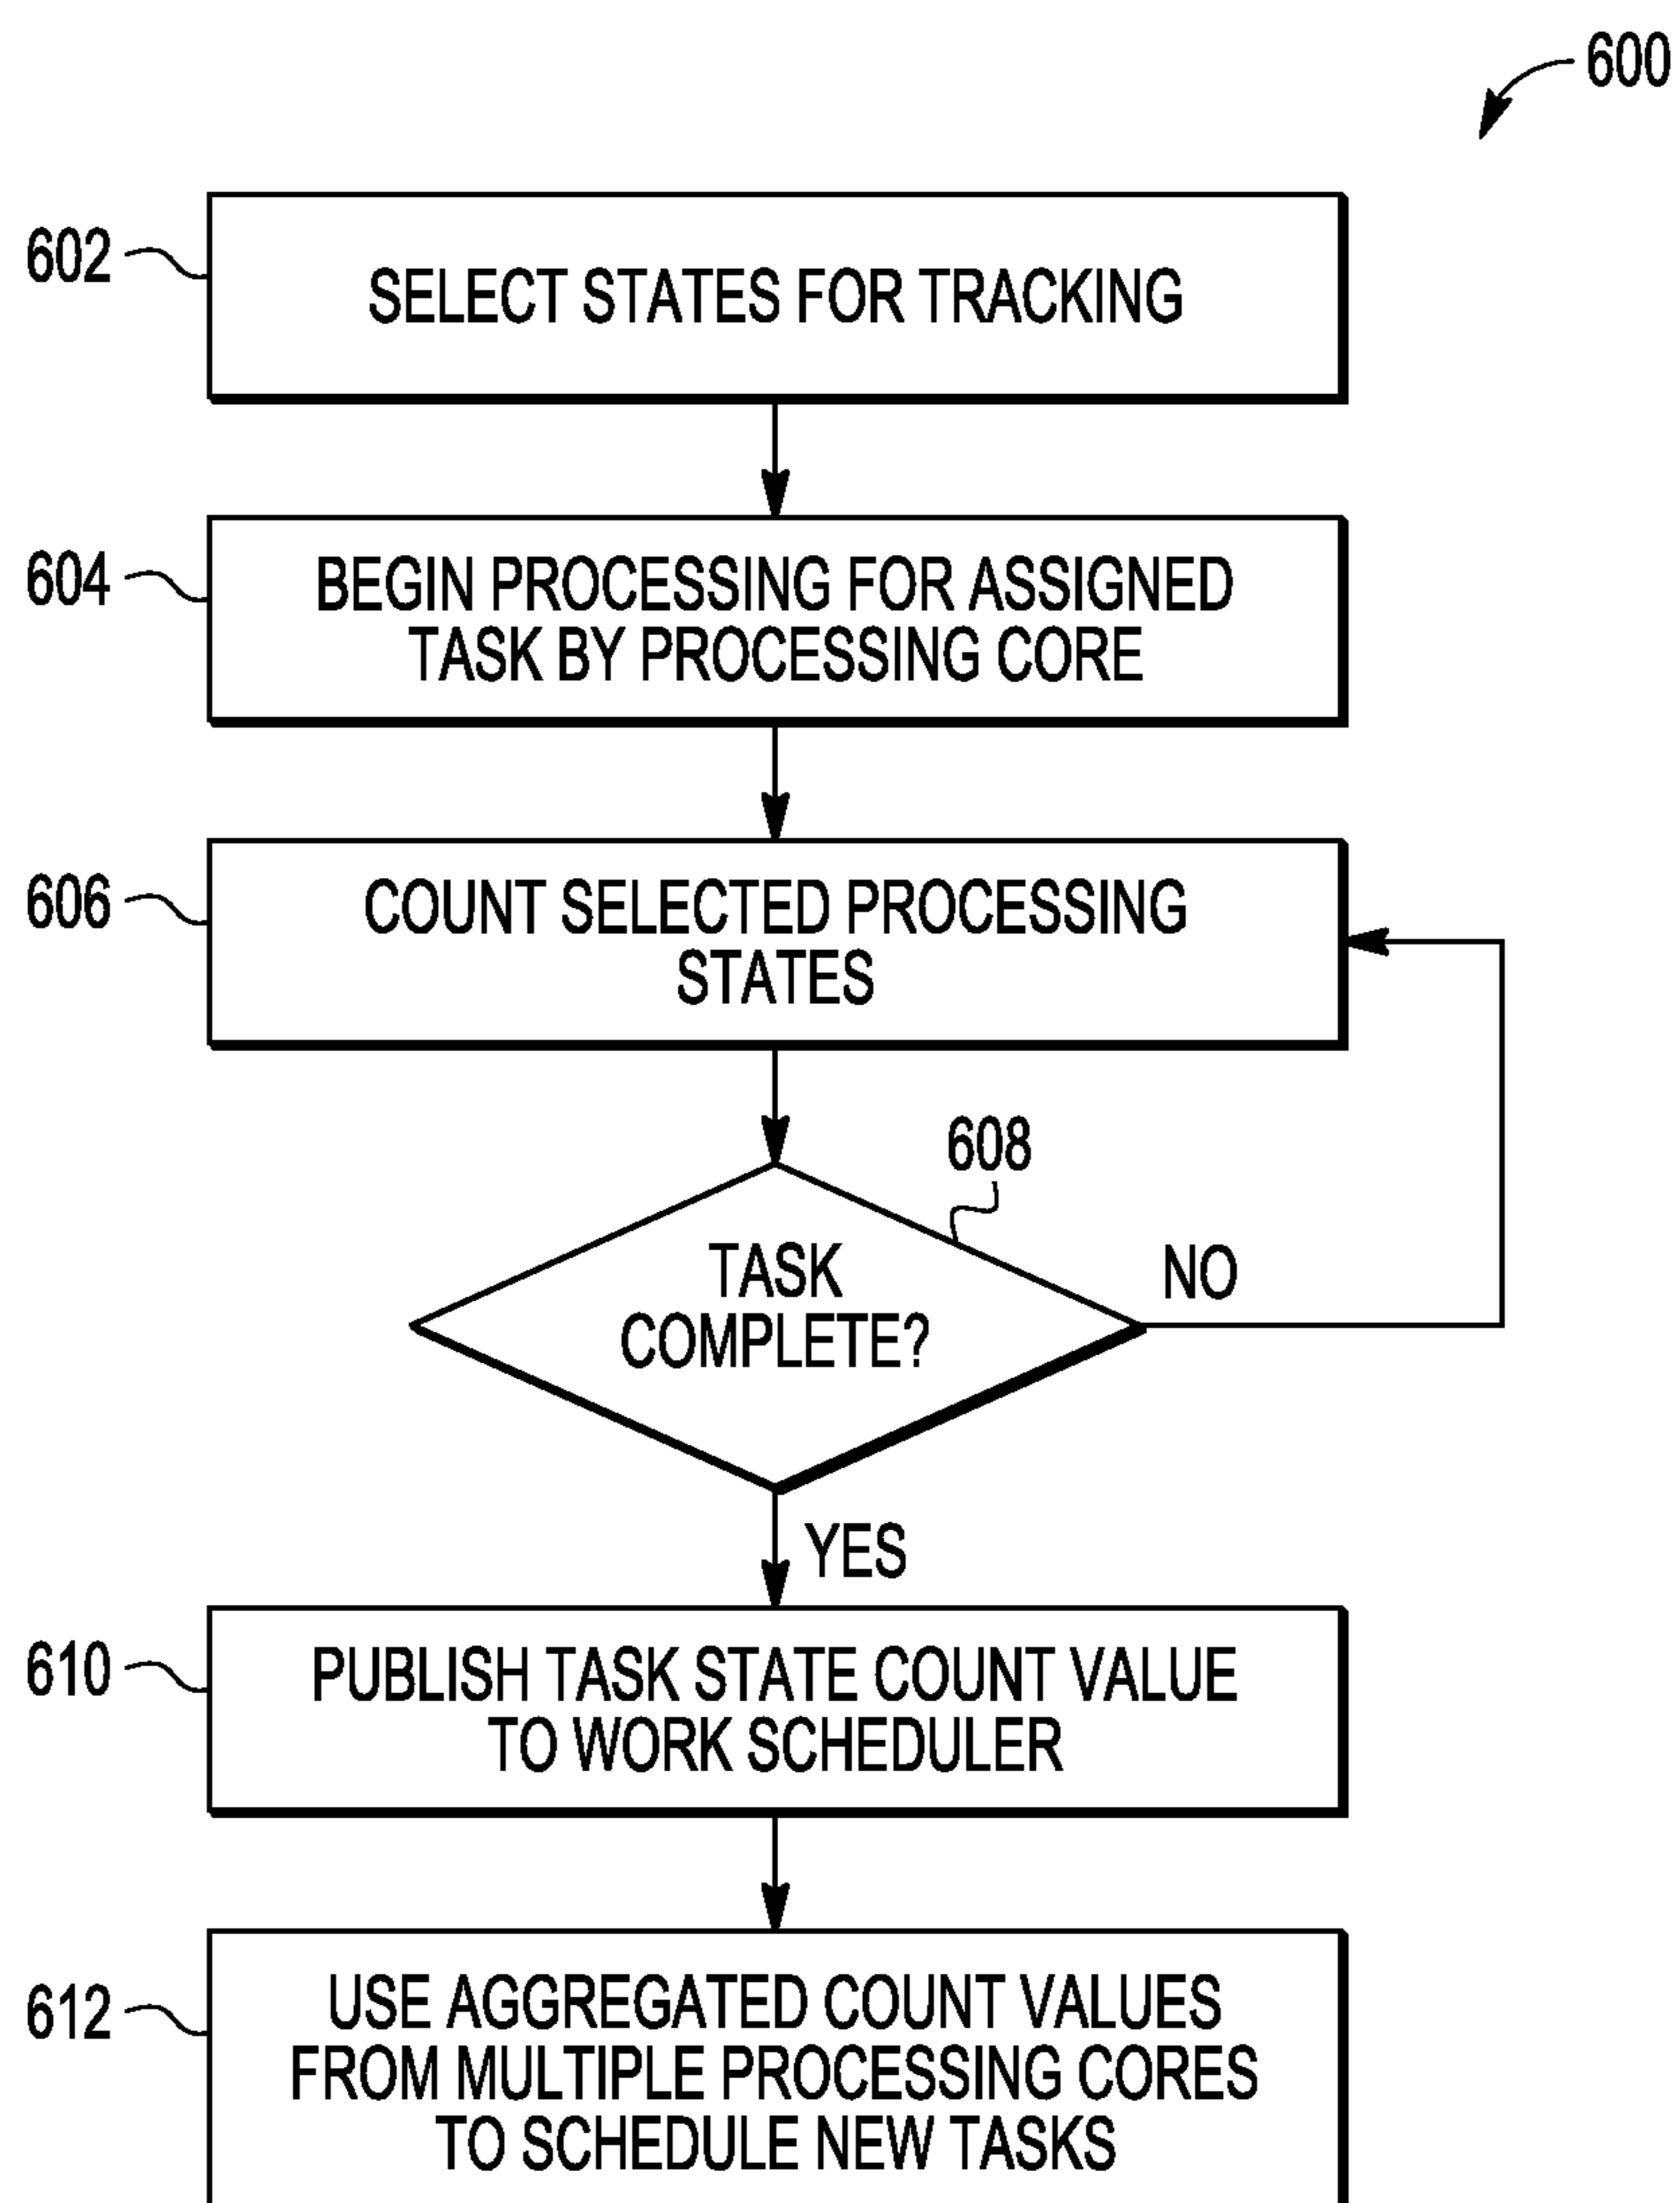 600
602
SELECT STATES FOR TRACKING
604
BEGIN PROCESSING FOR ASSIGNED
TASK BY PROCESSING CORE
606
COUNT SELECTED PROCESSING
STATES
608
TASK
COMPLETE?
NO
YES
610
PUBLISH TASK STATE COUNT VALUE
TO WORK SCHEDULER
612
USE AGGREGATED COUNT VALUES
FROM MULTIPLE PROCESSING CORES
TO SCHEDULE NEW TASKS